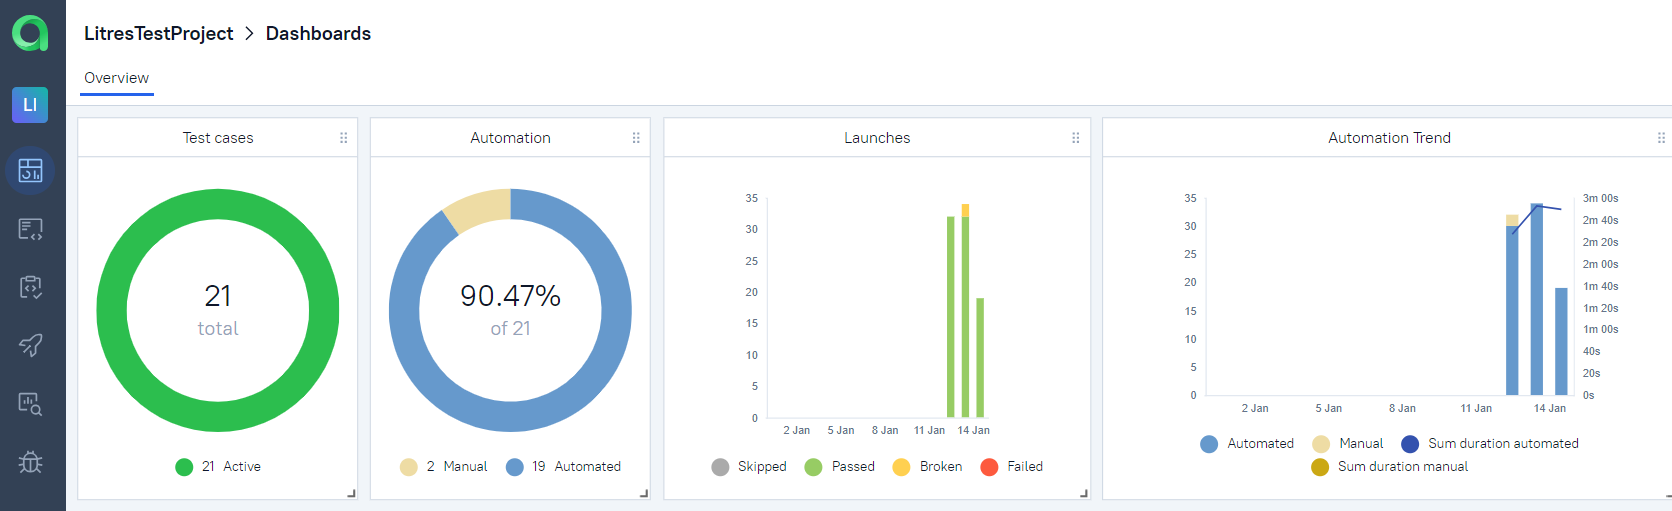 LitresTestProject > Dashboards
LI
Overview
Test cases
21
total
21 Active
Automation
90.47%
of 21
2 Manual 19 Automated
Launches
35
30
25
20
15
10
5
0
2 Jan 5 Jan 8 Jan 11 Jan 14 Jan
Skipped Passed Broken Failed
Automation Trend
35 3m 00s
30 2m 40s
25 2m 20s
20 2m 00s
15 1m 40s
10 1m 20s
5 1m 00s
0 40s
20s
0s
2 Jan 5 Jan 8 Jan 11 Jan 14 Jan
Automated Manual Sum duration automated
Sum duration manual